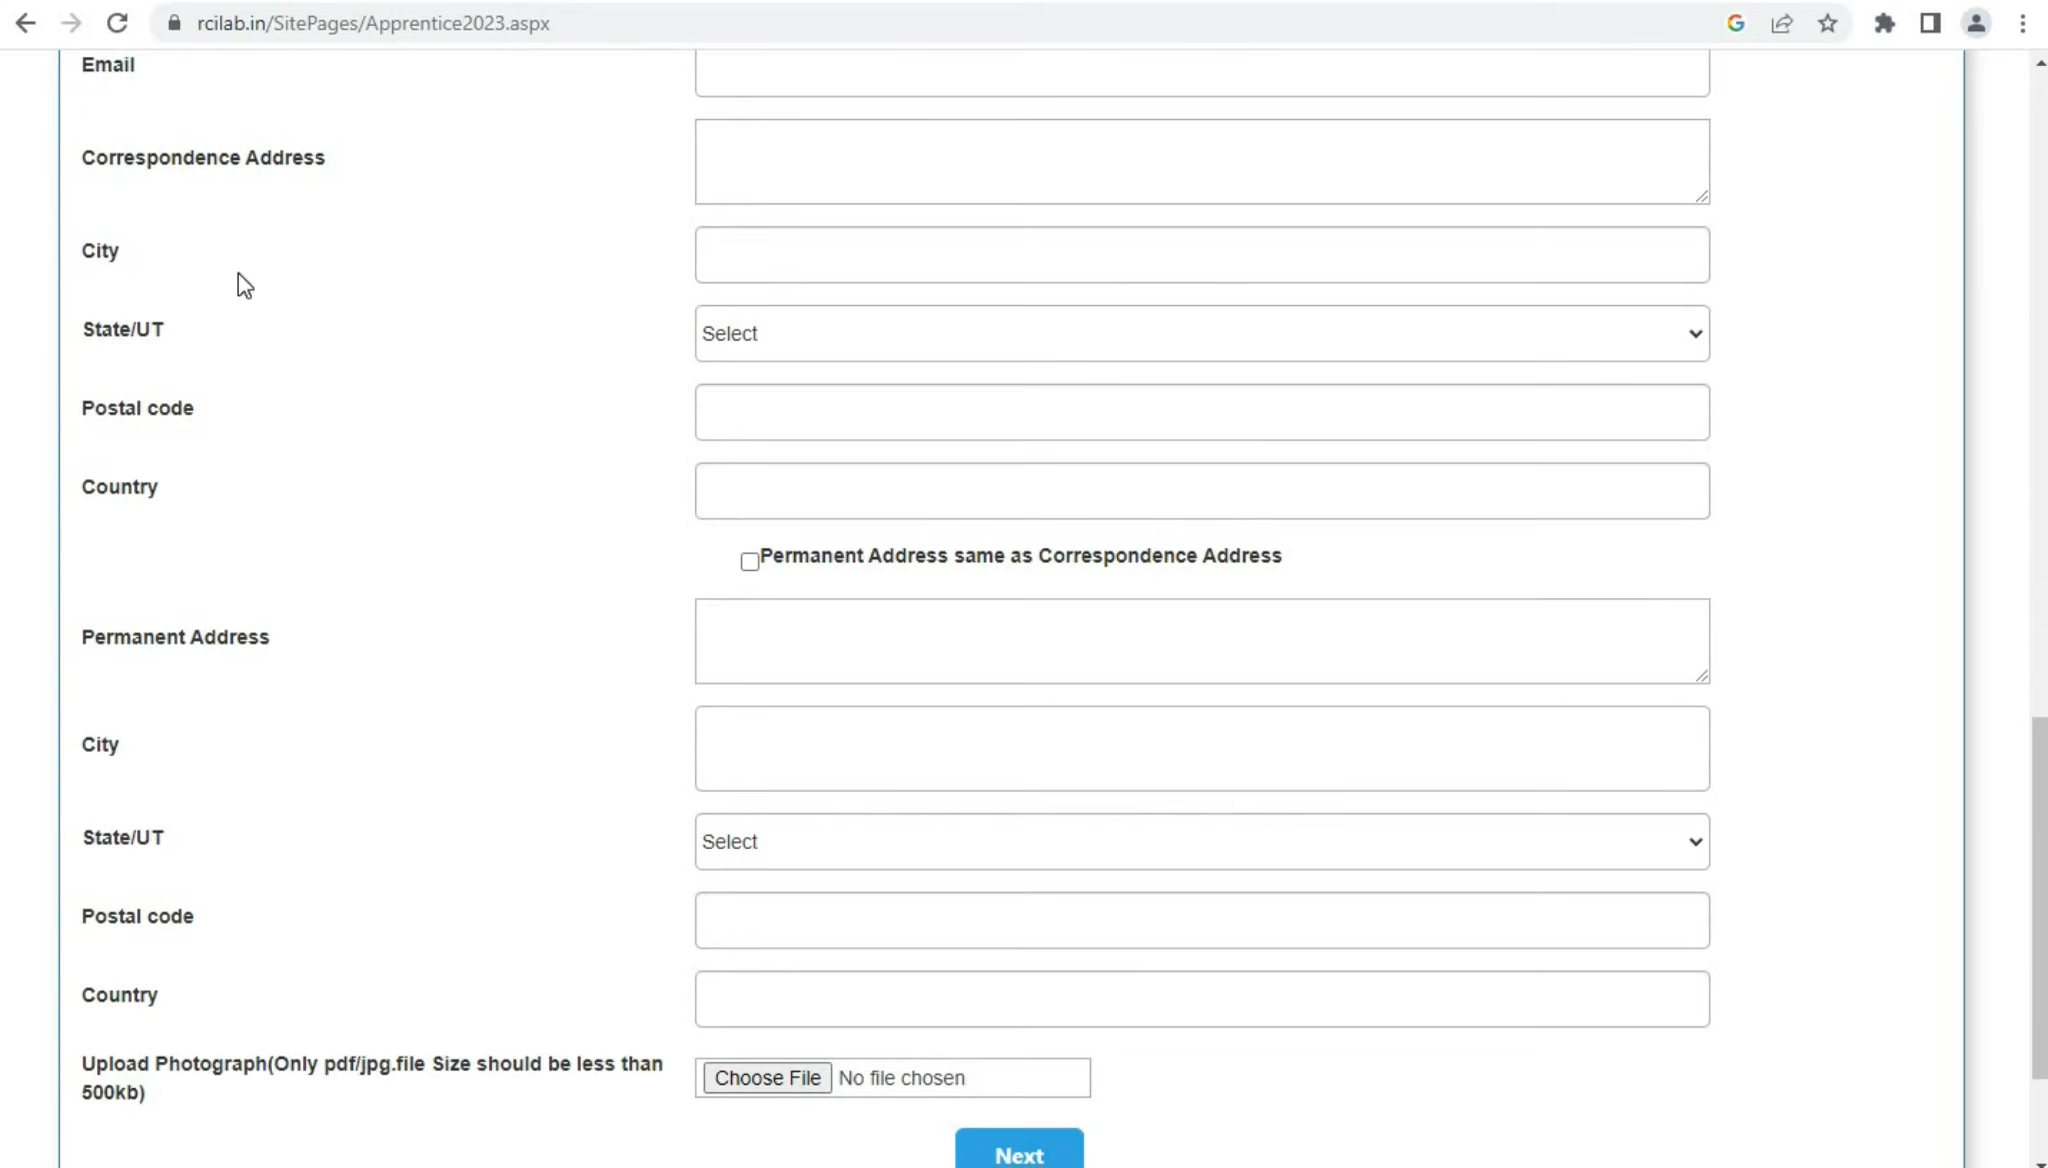 rcilab.in/SitePages/Apprentice2023.aspx
Email
Correspondence Address
City
State/UT
Select
Postal code
Country
Permanent Address same as Correspondence Address
Permanent Address
City
State/UT
Select
Postal code
Country
Upload Photograph(Only pdf/jpg.file Size should be less than
500kb)
Choose File No file chosen
Next